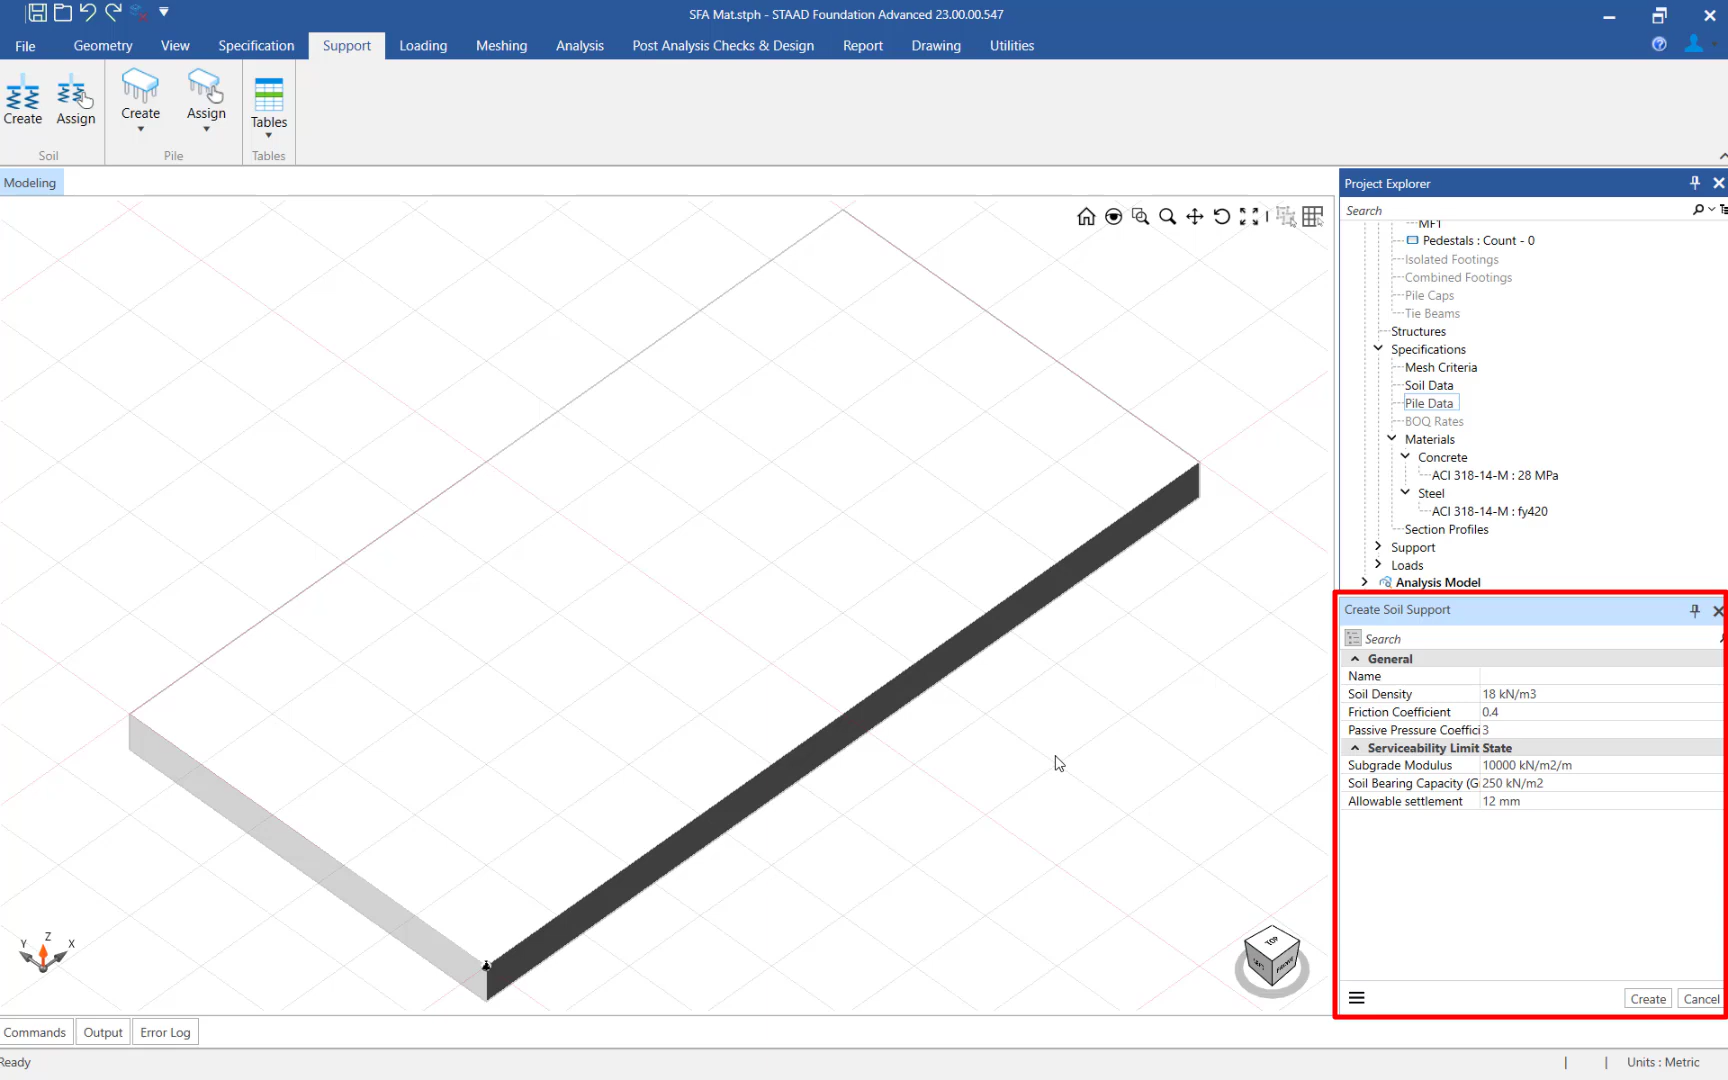 SFA Mat.stph - STAAD Foundation Advanced 23.00.00.547
File Geometry View Specification Support Loading Meshing Analysis Post Analysis Checks & Design Report Drawing Utilities
Create Assign Create Assign Tables
Soil Pile Tables
Modeling
Project Explorer
Search
MFT
Pedestals : Count - 0
Isolated Footings
Combined Footings
Pile Caps
Tie Beams
Structures
Specifications
Mesh Criteria
Soil Data
Pile Data
BOQ Rates
Materials
Concrete
ACI 318-14-M : 28 MPa
Steel
ACI 318-14-M : fy420
Section Profiles
Support
Loads
Analysis Model
Create Soil Support
Search
General
Name
Soil Density 18 kN/m3
Friction Coefficient 0.4
Passive Pressure Coeffici 3
Serviceability Limit State
Subgrade Modulus 10000 kN/m2/m
Soil Bearing Capacity (G 250 kN/m2
Allowable settlement 12 mm
Create Cancel
Y Z X
TOP
Commands Output Error Log
Ready Units : Metric